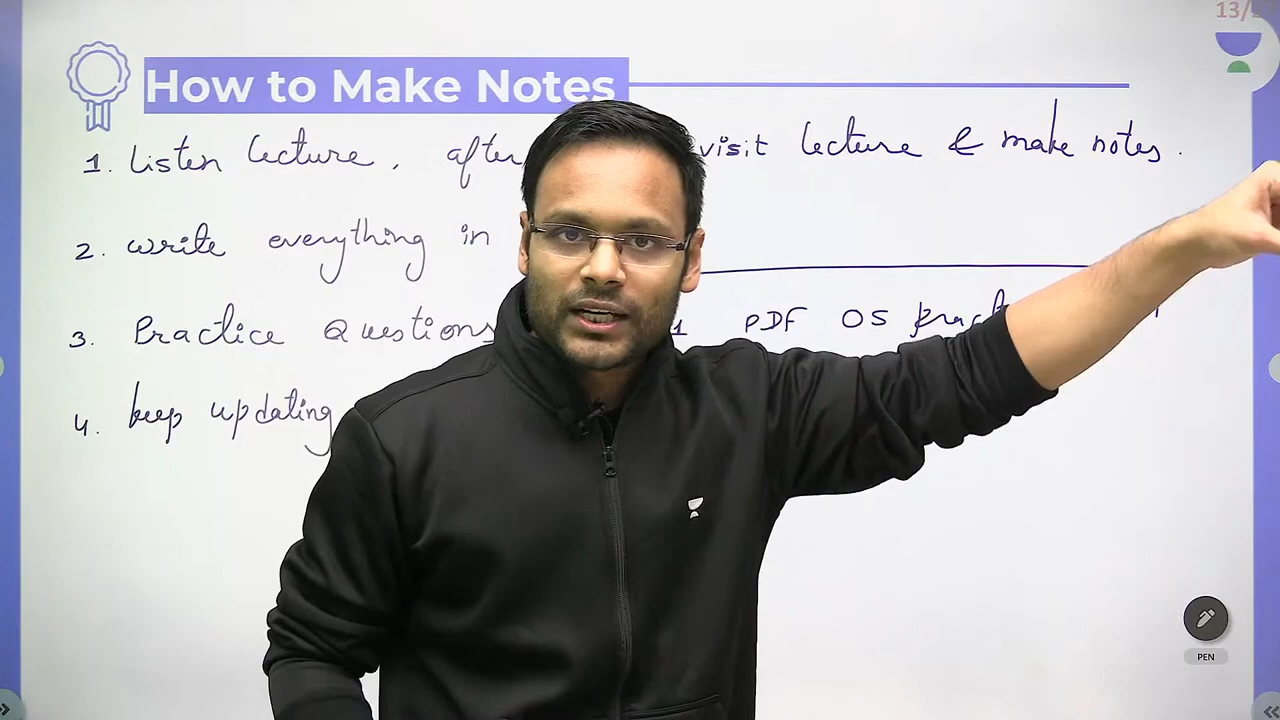 13/
How to Make Notes
1. Listen lecture, after visit lecture & make notes.
2. write everything in
3. Practice Questions 1 PDF OS
4. keep updating
PEN